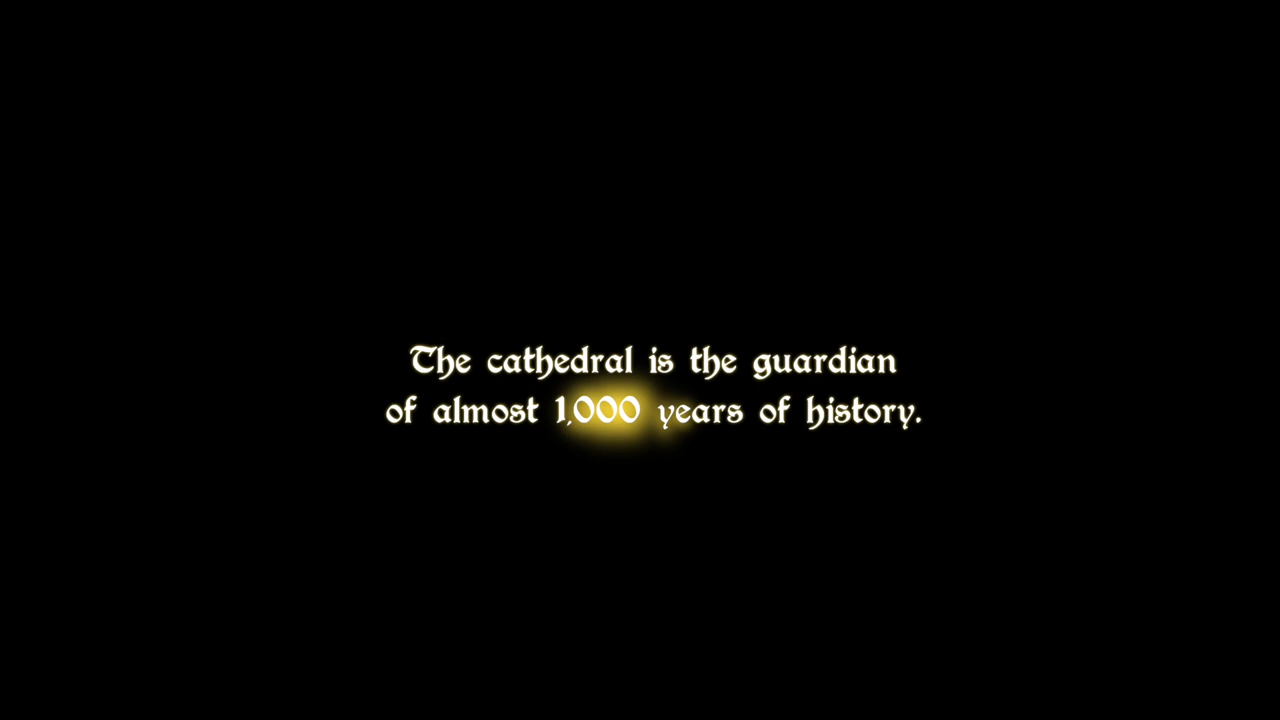 The cathedral is the guardian
of almost 1,000 years of history.